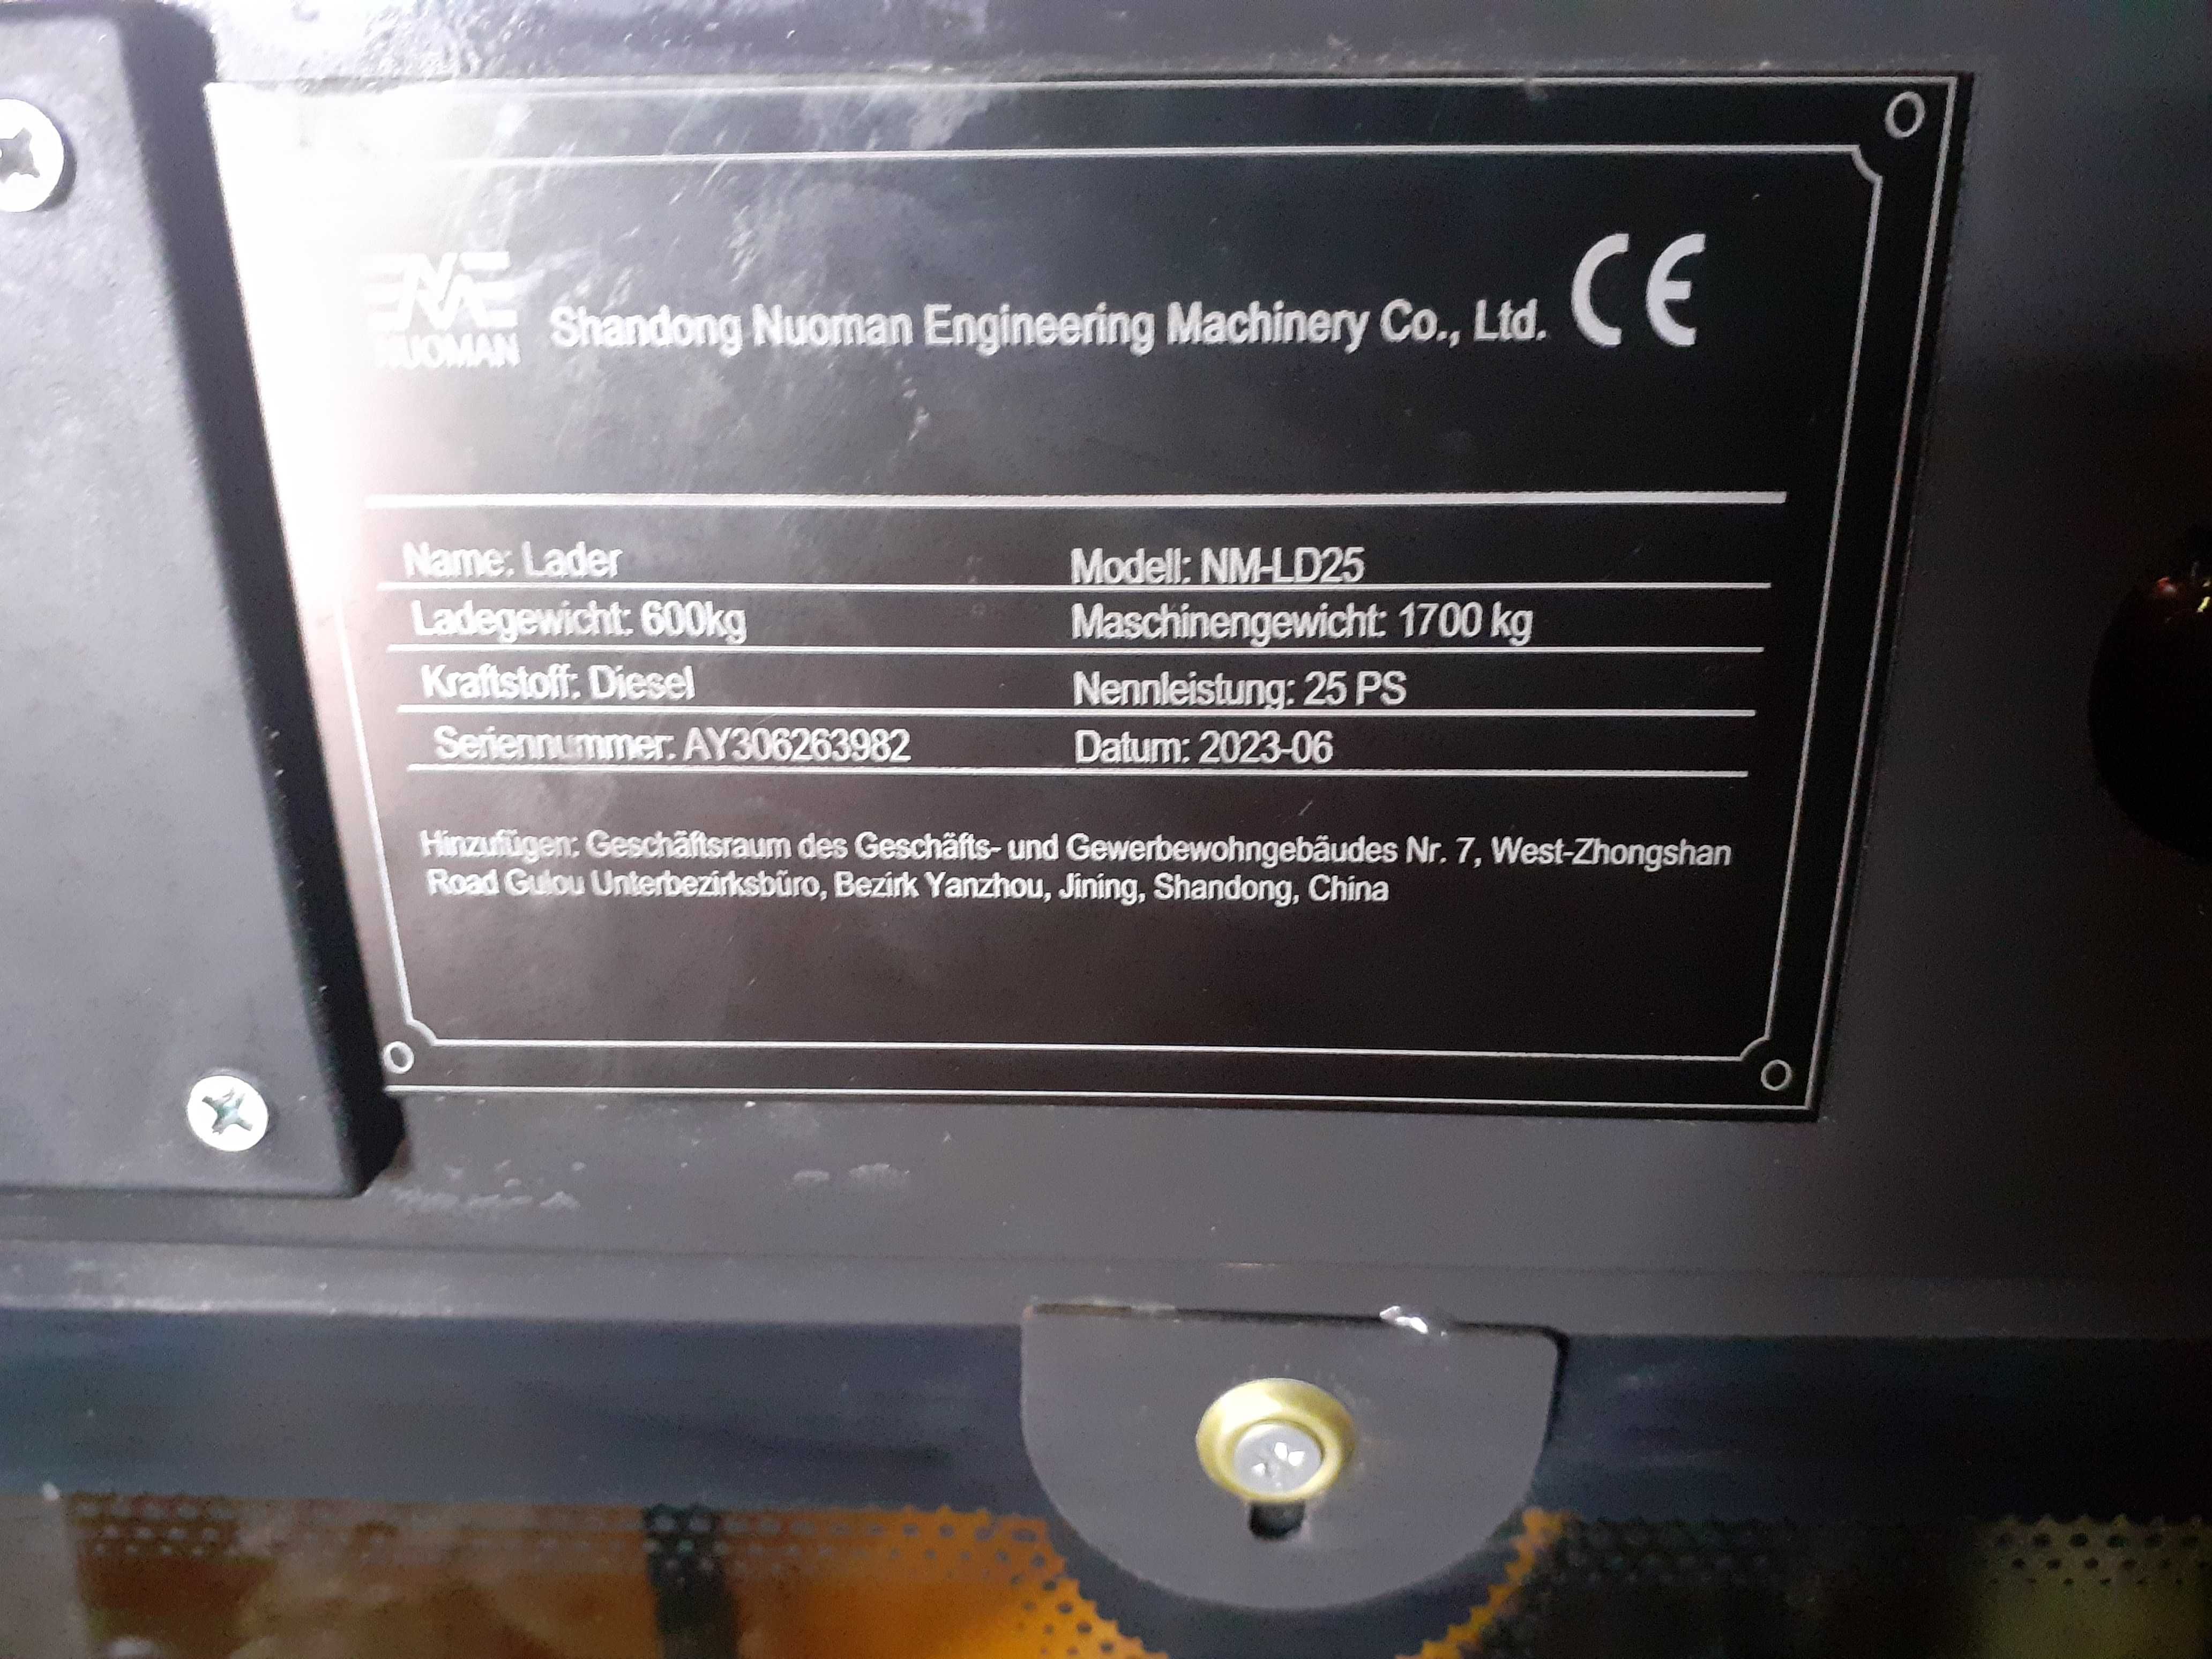 NUOMAN
Shandong Nuoman Engineering Machinery Co., Ltd. CE
Name: Lader Modell: NM-LD25
Ladegewicht: 600kg Maschinengewicht: 1700 kg
Kraftstoff: Diesel Nennleistung: 25 PS
Seriennummer: AY306263982 Datum: 2023-06
Hinzufügen: Geschäftsraum des Geschäfts- und Gewerbewohngebäudes Nr. 7, West-Zhongshan
Road Gulou Unterbezirksbüro, Bezirk Yanzhou, Jining, Shandong, China